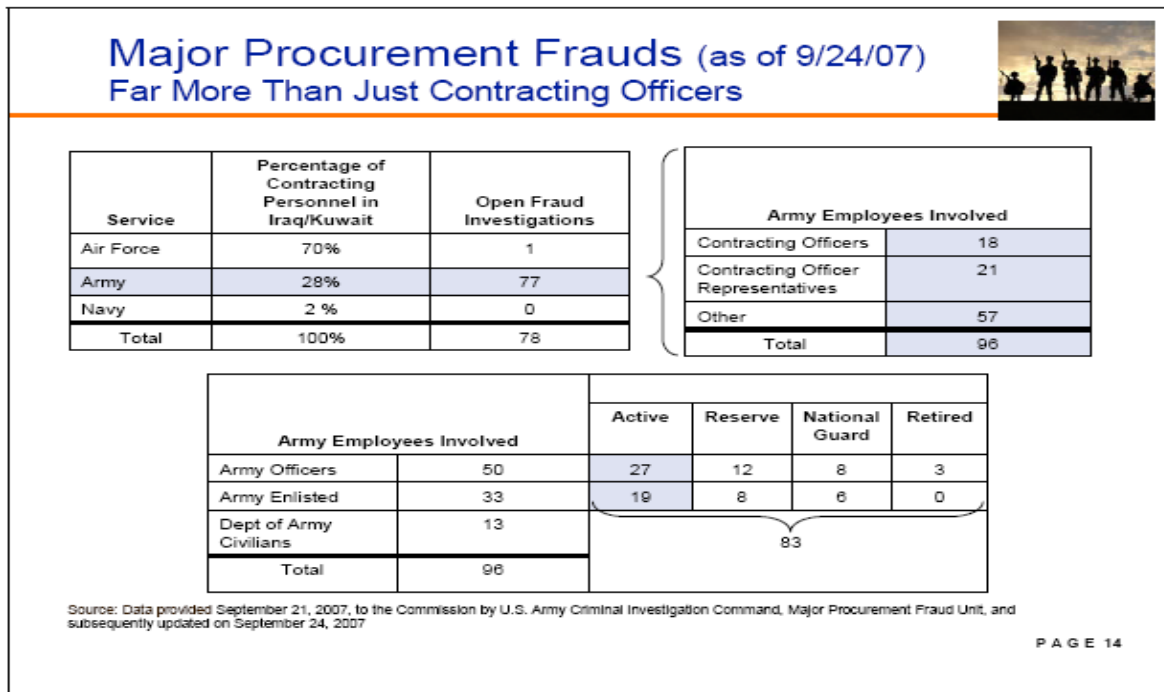 Major Procurement Frauds (as of 9/24/07)
Far More Than Just Contracting Officers
Service | Percentage of Contracting Personnel in Iraq/Kuwait | Open Fraud Investigations
Air Force | 70% | 1
Army | 28% | 77
Navy | 2 % | 0
Total | 100% | 78
Army Employees Involved
Contracting Officers | 18
Contracting Officer Representatives | 21
Other | 57
Total | 96
Army Employees Involved | Active | Reserve | National Guard | Retired
Army Officers | 50 | 27 | 12 | 8 | 3
Army Enlisted | 33 | 19 | 8 | 6 | 0
Dept of Army Civilians | 13
83
Total | 96
Source: Data provided September 21, 2007, to the Commission by U.S. Army Criminal Investigation Command, Major Procurement Fraud Unit, and
subsequently updated on September 24, 2007
PAGE 14